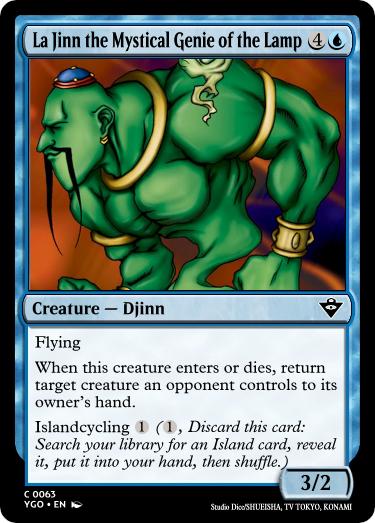 La Jinn the Mystical Genie of the Lamp 4
Creature — Djinn
Flying
When this creature enters or dies, return
target creature an opponent controls to its
owner's hand.
Islandcycling 1 (1, Discard this card:
Search your library for an Island card, reveal
it, put it into your hand, then shuffle.)
3/2
C 0063
YGO • EN
Studio Dice/SHUEISHA, TV TOKYO, KONAMI